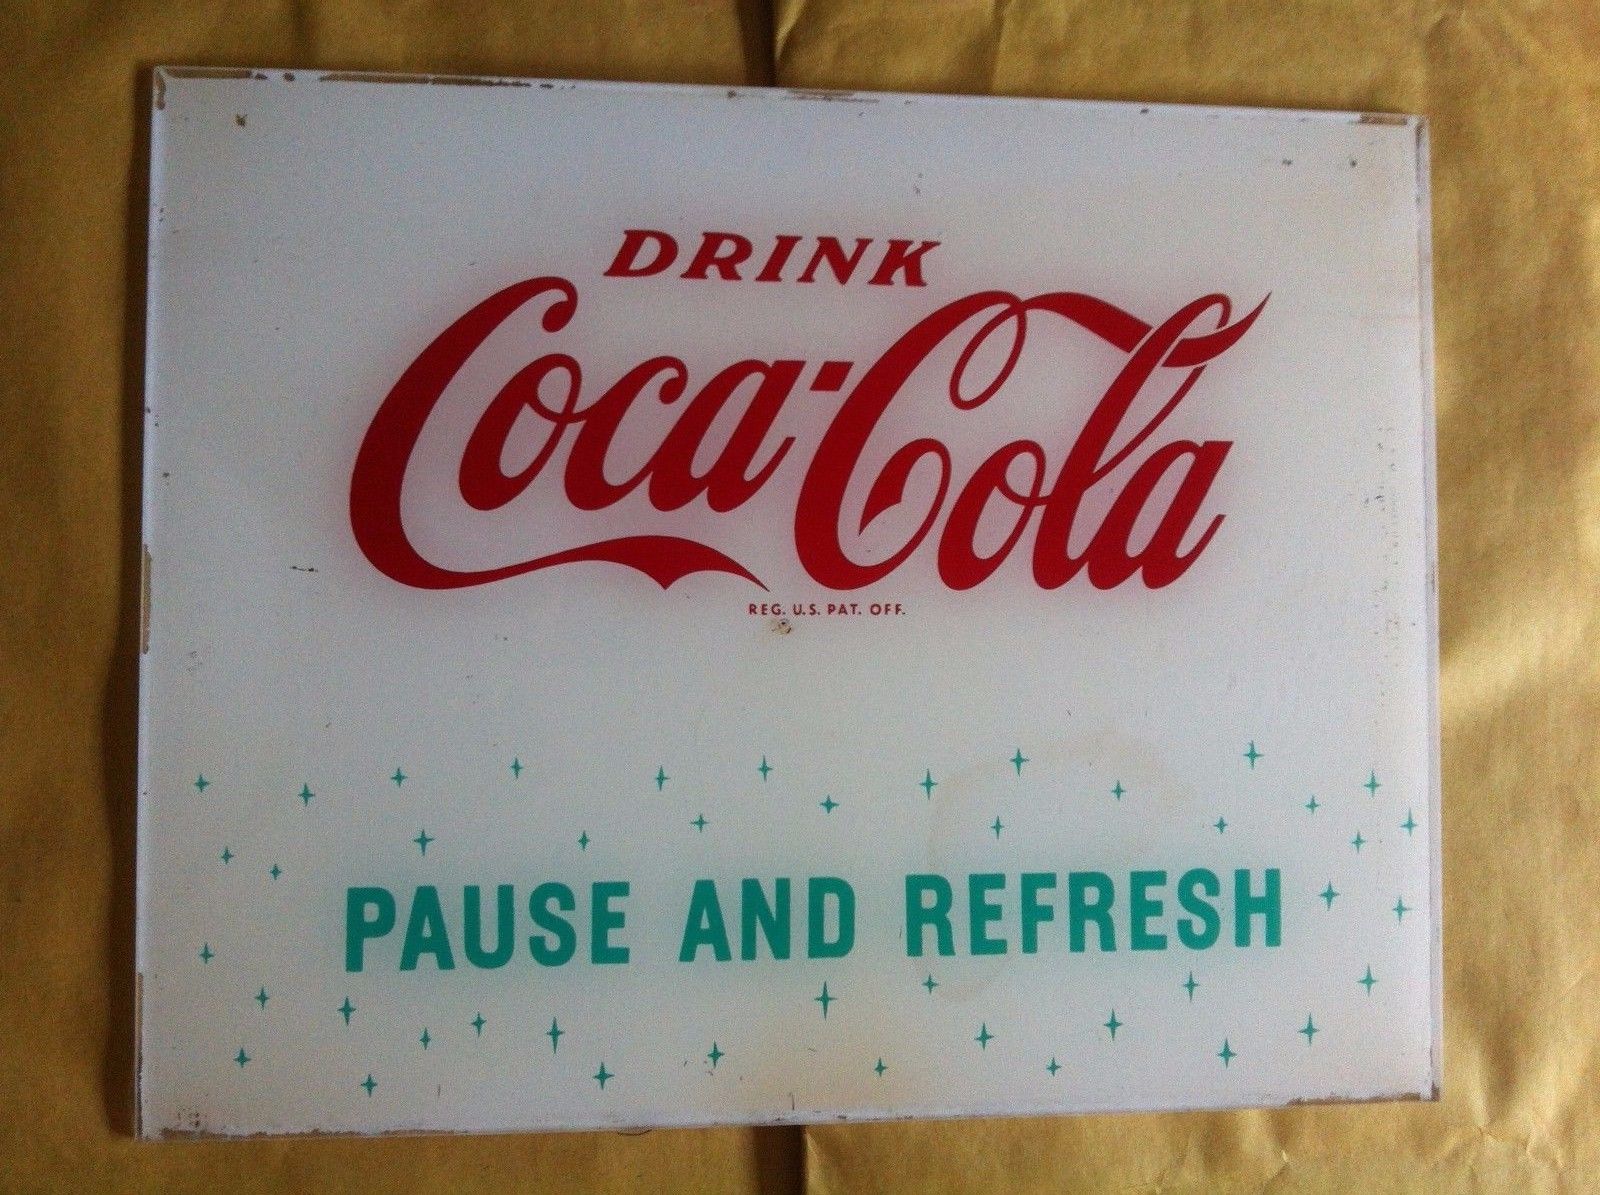 DRINK
Coca-Cola
REG. U.S. PAT. OFF.
PAUSE AND REFRESH